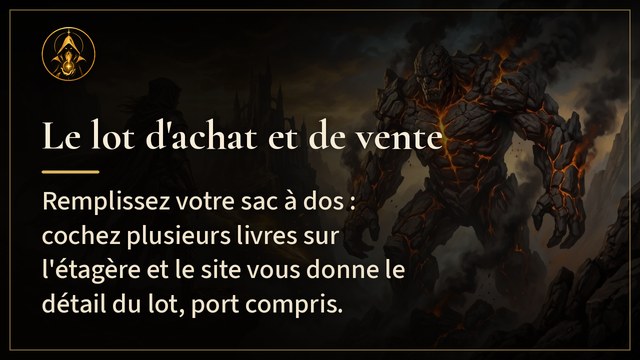 Le lot d'achat et de vente
Remplissez votre sac à dos :
cochez plusieurs livres sur
l'étagère et le site vous donne le
détail du lot, port compris.